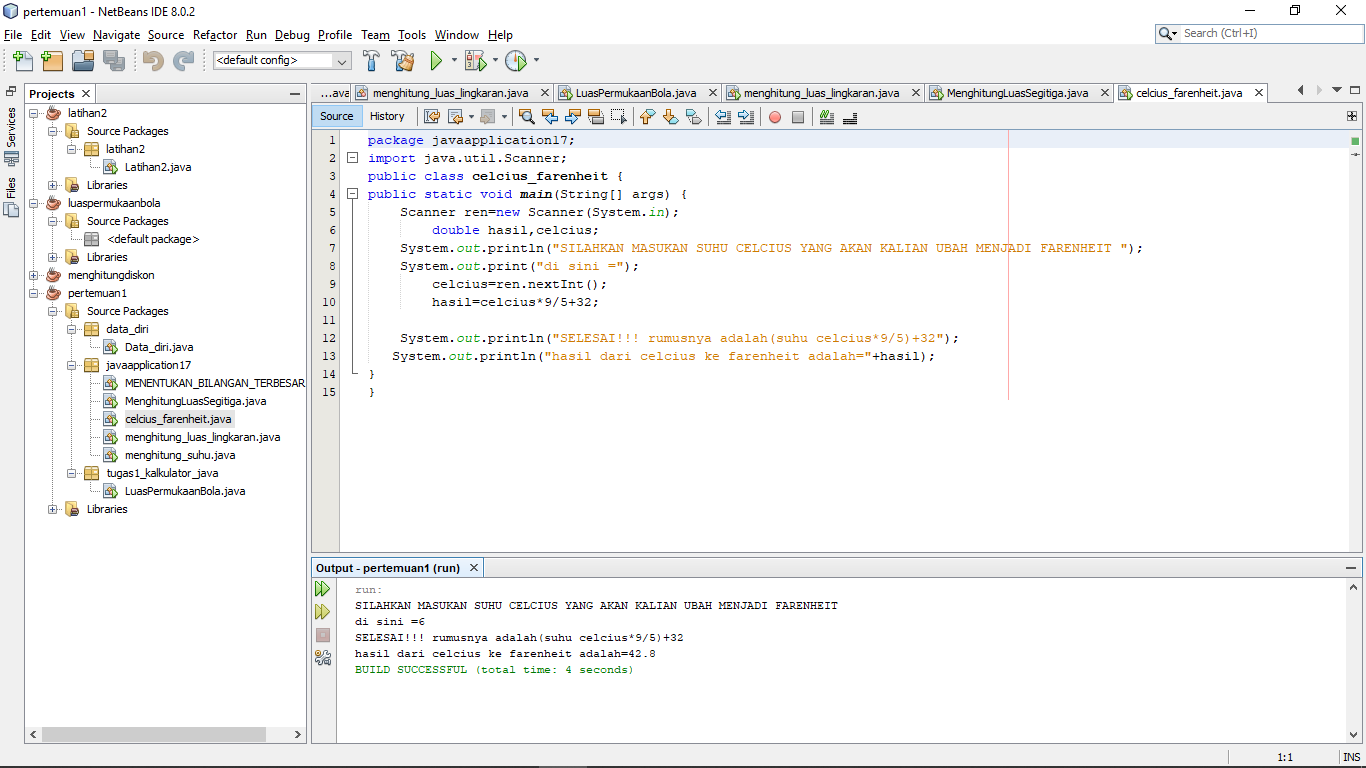 pertemuan1 - NetBeans IDE 8.0.2
File Edit View Navigate Source Refactor Run Debug Profile Team Tools Window Help
Search (Ctrl+I)
<default config>
Services
Files
Projects
latihan2
Source Packages
latihan2
Latihan2.java
Libraries
luaspermukaanbola
Source Packages
<default package>
Libraries
menghitungdiskon
pertemuan1
Source Packages
data_diri
Data_diri.java
javaapplication17
MENENTUKAN_BILANGAN_TERBESAR
MenghitungLuasSegitiga.java
celcius_farenheit.java
menghitung_luas_lingkaran.java
menghitung_suhu.java
tugas1_kalkulator_java
LuasPermukaanBola.java
Libraries
...ava menghitung_luas_lingkaran.java LuasPermukaanBola.java menghitung_luas_lingkaran.java MenghitungLuasSegitiga.java celcius_farenheit.java
Source History
1 package javaapplication17;
2 import java.util.Scanner;
3 public class celcius_farenheit {
4 public static void main(String[] args) {
5 Scanner ren=new Scanner(System.in);
6 double hasil,celcius;
7 System.out.println("SILAHKAN MASUKAN SUHU CELCIUS YANG AKAN KALIAN UBAH MENJADI FARENHEIT ");
8 System.out.print("di sini =");
9 celcius=ren.nextInt();
10 hasil=celcius*9/5+32;
11
12 System.out.println("SELESAI!!! rumusnya adalah(suhu celcius*9/5)+32");
13 System.out.println("hasil dari celcius ke farenheit adalah="+hasil);
14 }
15 }
Output - pertemuan1 (run)
run:
SILAHKAN MASUKAN SUHU CELCIUS YANG AKAN KALIAN UBAH MENJADI FARENHEIT
di sini =6
SELESAI!!! rumusnya adalah(suhu celcius*9/5)+32
hasil dari celcius ke farenheit adalah=42.8
BUILD SUCCESSFUL (total time: 4 seconds)
1:1 INS